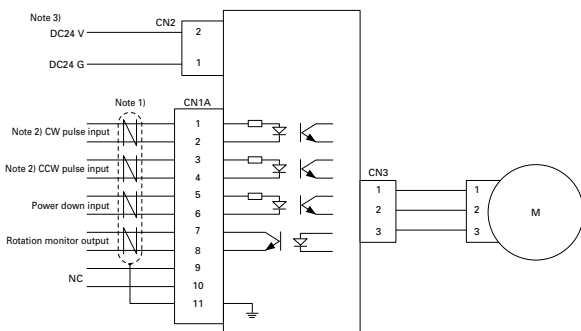 Note 3)
DC24 V
CN2
2
DC24 G
1
Note 1)
CN1A
Note 2) CW pulse input
1
2
Note 2) CCW pulse input
3
4
Power down input
5
6
Rotation monitor output
7
8
NC
9
10
11
CN3
1
2
3
1
2
3
M